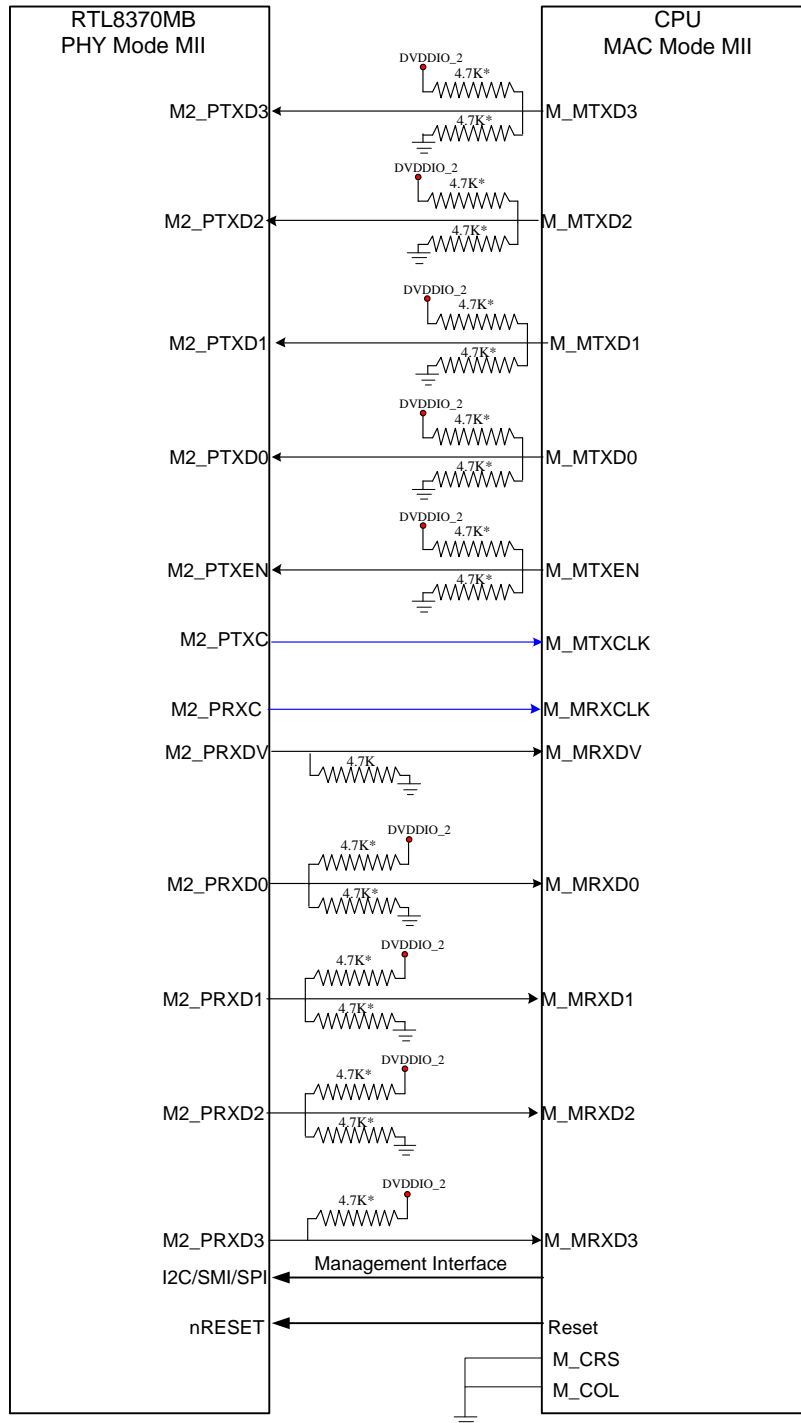 RTL8370MB
PHY Mode MII
CPU
MAC Mode MII
DVDDIO_2
4.7K*
M2_PTXD3
M_MTXD3
4.7K*
DVDDIO_2
4.7K*
M2_PTXD2
M_MTXD2
4.7K*
DVDDIO_2
4.7K*
M2_PTXD1
M_MTXD1
4.7K*
DVDDIO_2
4.7K*
M2_PTXD0
M_MTXD0
4.7K*
DVDDIO_2
4.7K*
M2_PTXEN
M_MTXEN
4.7K*
M2_PTXC
M_MTXCLK
M2_PRXC
M_MRXCLK
M2_PRXDV
M_MRXDV
4.7K
DVDDIO_2
4.7K*
M2_PRXD0
M_MRXD0
4.7K*
DVDDIO_2
4.7K*
M2_PRXD1
M_MRXD1
4.7K*
DVDDIO_2
4.7K*
M2_PRXD2
M_MRXD2
4.7K*
DVDDIO_2
4.7K*
M2_PRXD3
M_MRXD3
Management Interface
I2C/SMI/SPI
nRESET
Reset
M_CRS
M_COL